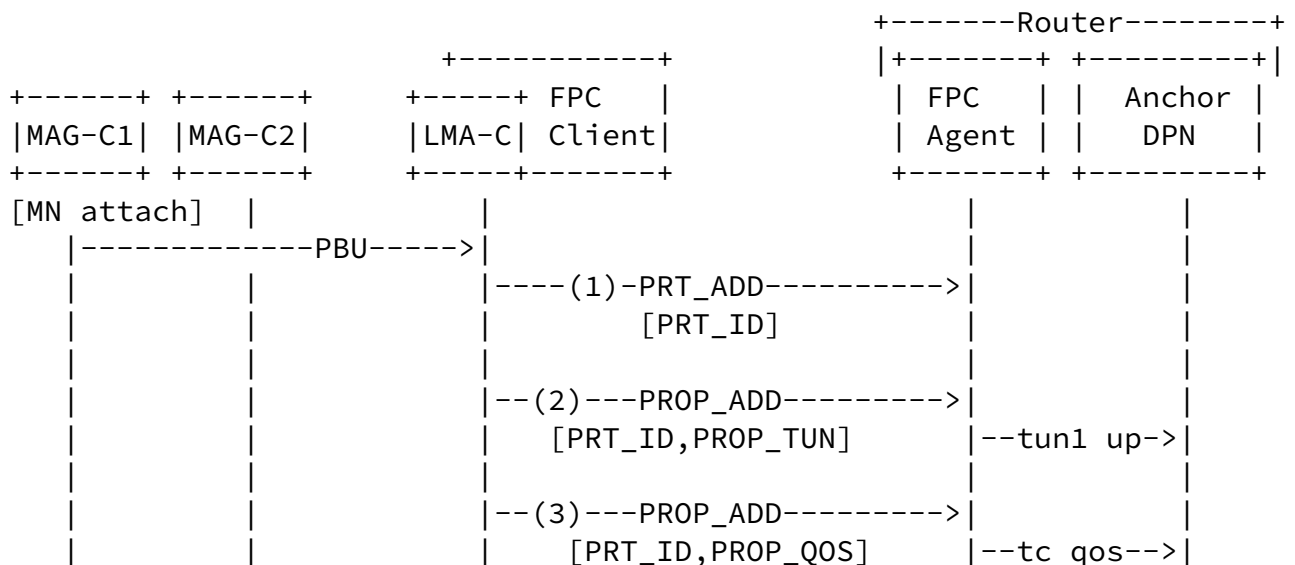 +-------Router--------+
                        +-----------+          |+-------+ +---------+|
+------+ +------+     +-----+ FPC    |          | FPC   | |  Anchor |
|MAG-C1| |MAG-C2|     |LMA-C| Client|          | Agent | |   DPN   |
+------+ +------+     +-----+-------+          +-------+ +---------+
[MN attach]  |            |                          |           |
   |-------------PBU----->|                          |           |
   |         |            |----(1)-PRT_ADD---------->|           |
   |         |            |        [PRT_ID]          |           |
   |         |            |                          |           |
   |         |            |--(2)---PROP_ADD--------->|           |
   |         |            |   [PRT_ID,PROP_TUN]      |--tun1 up->|
   |         |            |                          |           |
   |         |            |--(3)---PROP_ADD--------->|           |
   |         |            |    [PRT_ID,PROP_QOS]     |--tc qos-->|